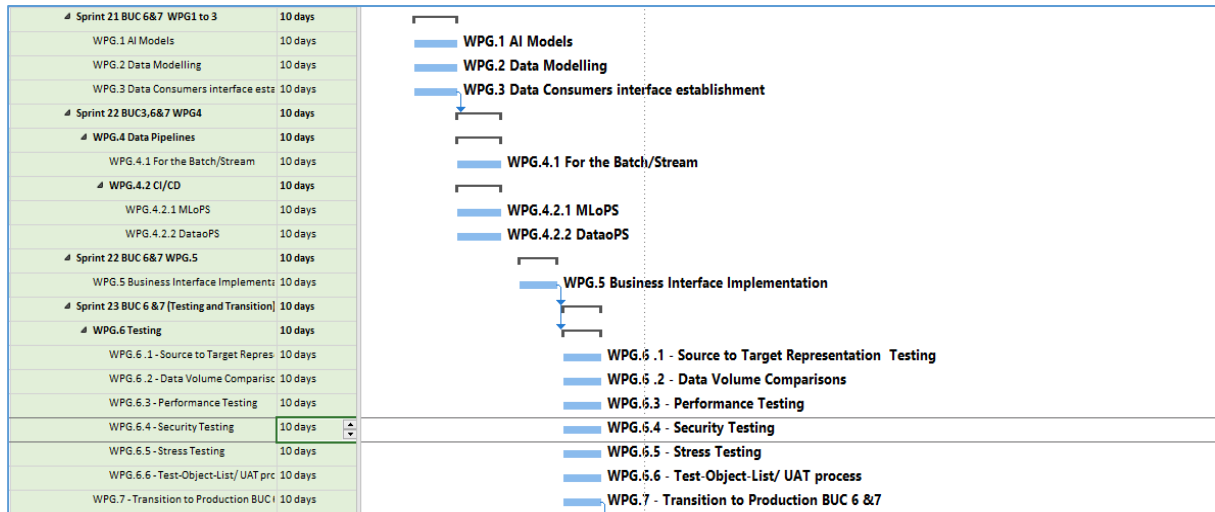 Sprint 21 BUC 6&7 WPG1 to 3 10 days
WPG.1 AI Models 10 days WPG.1 AI Models
WPG.2 Data Modelling 10 days WPG.2 Data Modelling
WPG.3 Data Consumers interface esta 10 days WPG.3 Data Consumers interface establishment
Sprint 22 BUC3,6&7 WPG4 10 days
WPG.4 Data Pipelines 10 days
WPG.4.1 For the Batch/Stream 10 days WPG.4.1 For the Batch/Stream
WPG.4.2 CI/CD 10 days
WPG.4.2.1 MLoPS 10 days WPG.4.2.1 MLoPS
WPG.4.2.2 DataoPS 10 days WPG.4.2.2 DataoPS
Sprint 22 BUC 6&7 WPG.5 10 days
WPG.5 Business Interface Implementa 10 days WPG.5 Business Interface Implementation
Sprint 23 BUC 6 &7 (Testing and Transition) 10 days
WPG.6 Testing 10 days
WPG.6 .1 - Source to Target Repres 10 days WPG.6 .1 - Source to Target Representation Testing
WPG.6 .2 - Data Volume Comparisc 10 days WPG.6 .2 - Data Volume Comparisons
WPG.6.3 - Performance Testing 10 days WPG.6.3 - Performance Testing
WPG.6.4 - Security Testing 10 days WPG.6.4 - Security Testing
WPG.6.5 - Stress Testing 10 days WPG.6.5 - Stress Testing
WPG.6.6 - Test-Object-List/ UAT prc 10 days WPG.6.6 - Test-Object-List/ UAT process
WPG.7 - Transition to Production BUC 10 days WPG.7 - Transition to Production BUC 6 &7